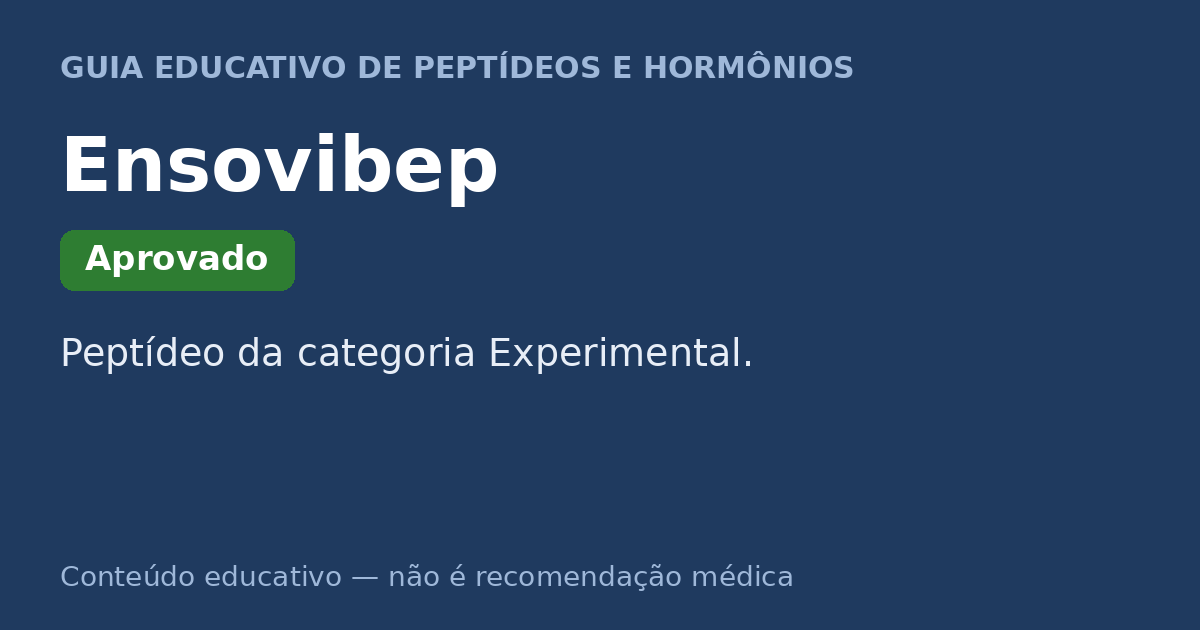 GUIA EDUCATIVO DE PEPTÍDEOS E HORMÔNIOS
Ensovibep
Aprovado
Peptídeo da categoria Experimental.
Conteúdo educativo — não é recomendação médica